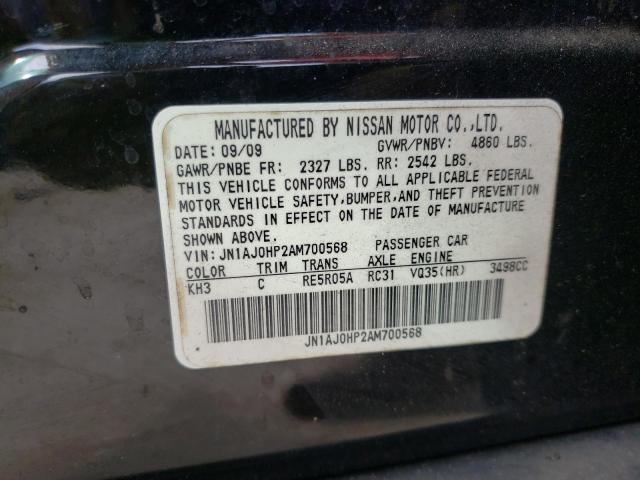 MANUFACTURED BY NISSAN MOTOR CO.,LTD.
DATE: 09/09 GVWR/PNBV: 4860 LBS.
GAWR/PNBE FR: 2327 LBS. RR: 2542 LBS.
THIS VEHICLE CONFORMS TO ALL APPLICABLE FEDERAL
MOTOR VEHICLE SAFETY,BUMPER,AND THEFT PREVENTION
STANDARDS IN EFFECT ON THE DATE OF MANUFACTURE
SHOWN ABOVE.
VIN: JN1AJ0HP2AM700568 PASSENGER CAR
COLOR TRIM TRANS AXLE ENGINE
KH3 C RE5R05A RC31 VQ35(HR) 3498CC
JN1AJ0HP2AM700568